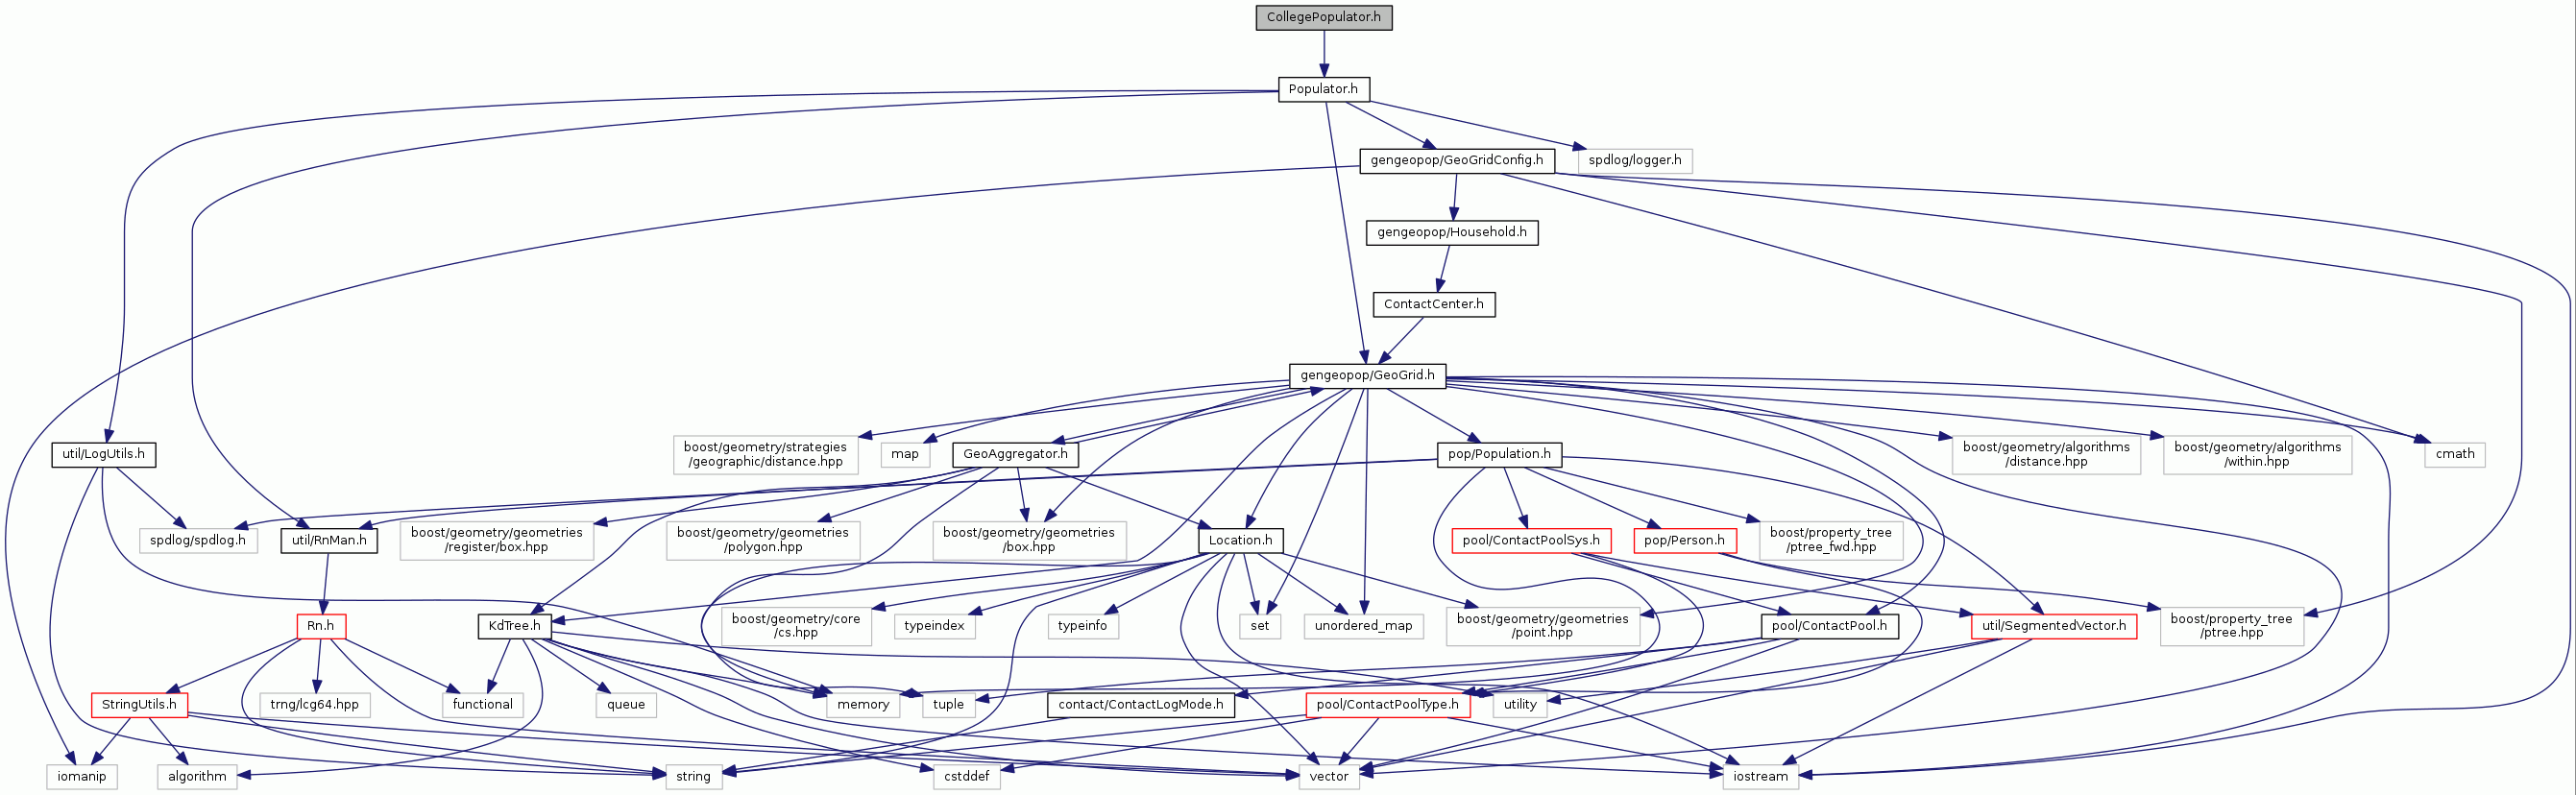 CollegePopulator.h
Populator.h
gengeopop/GeoGridConfig.h
spdlog/logger.h
gengeopop/Household.h
ContactCenter.h
gengeopop/GeoGrid.h
util/LogUtils.h
boost/geometry/strategies
/geographic/distance.hpp
map
GeoAggregator.h
pop/Population.h
boost/geometry/algorithms
/distance.hpp
boost/geometry/algorithms
/within.hpp
cmath
spdlog/spdlog.h
util/RnMan.h
boost/geometry/geometries
/register/box.hpp
boost/geometry/geometries
/polygon.hpp
boost/geometry/geometries
/box.hpp
Location.h
pool/ContactPoolSys.h
pop/Person.h
boost/property_tree
/ptree_fwd.hpp
Rn.h
KdTree.h
boost/geometry/core
/cs.hpp
typeindex
typeinfo
set
unordered_map
boost/geometry/geometries
/point.hpp
pool/ContactPool.h
util/SegmentedVector.h
boost/property_tree
/ptree.hpp
StringUtils.h
trng/lcg64.hpp
functional
queue
memory
tuple
contact/ContactLogMode.h
pool/ContactPoolType.h
utility
iomanip
algorithm
string
cstddef
vector
iostream